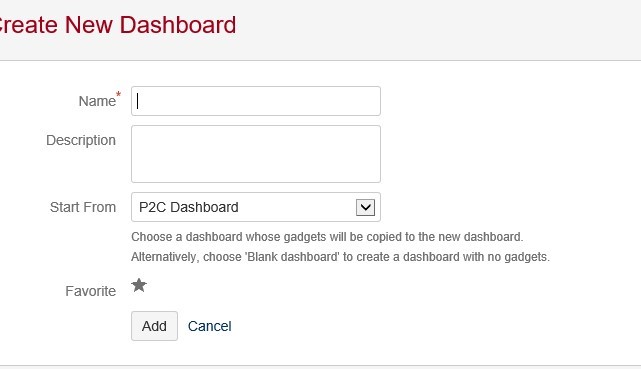 reate New Dashboard
Name*
Description
Start From P2C Dashboard
Choose a dashboard whose gadgets will be copied to the new dashboard.
Alternatively, choose 'Blank dashboard' to create a dashboard with no gadgets.
Favorite
Add Cancel